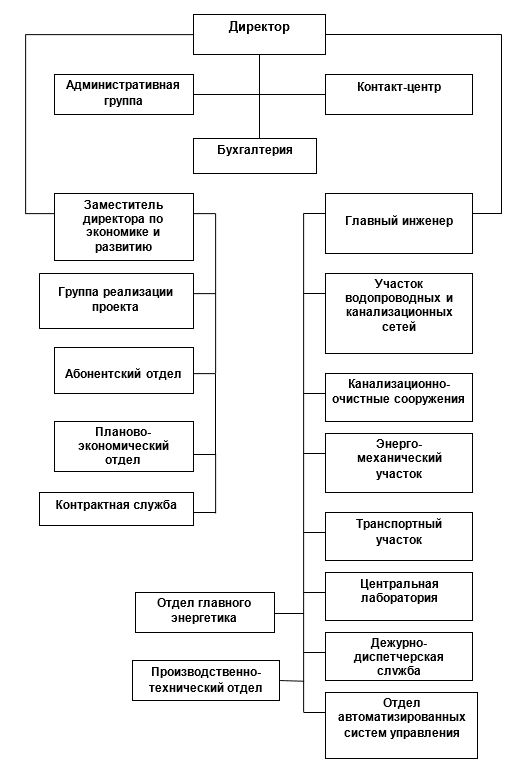 Директор
Административная
группа
Контакт-центр
Бухгалтерия
Заместитель
директора по
экономике и
развитию
Главный инженер
Группа реализации
проекта
Участок
водопроводных и
канализационных
сетей
Абонентский отдел
Канализационно-
очистные сооружения
Планово-
экономический
отдел
Энерго-
механический
участок
Контрактная служба
Транспортный
участок
Центральная
лаборатория
Отдел главного
энергетика
Дежурно-
диспетчерская
служба
Производственно-
технический отдел
Отдел
автоматизированных
систем управления